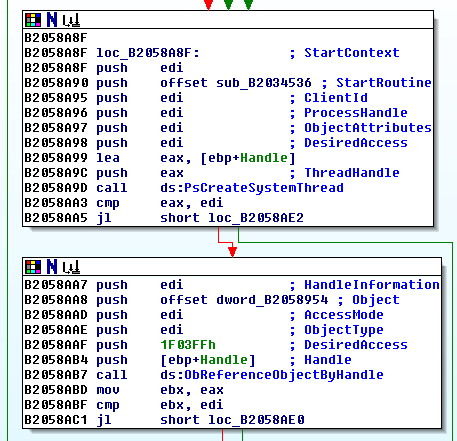 B2058A8F
B2058A8F loc_B2058A8F: ; StartContext
B2058A8F push edi
B2058A90 push offset sub_B2034536 ; StartRoutine
B2058A95 push edi ; ClientId
B2058A96 push edi ; ProcessHandle
B2058A97 push edi ; ObjectAttributes
B2058A98 push edi ; DesiredAccess
B2058A99 lea eax, [ebp+Handle]
B2058A9C push eax ; ThreadHandle
B2058A9D call ds:PsCreateSystemThread
B2058AA3 cmp eax, edi
B2058AA5 jl short loc_B2058AE2
B2058AA7 push edi ; HandleInformation
B2058AA8 push offset dword_B2058954 ; Object
B2058AAD push edi ; AccessMode
B2058AAE push edi ; ObjectType
B2058AAF push 1F03FFh ; DesiredAccess
B2058AB4 push [ebp+Handle] ; Handle
B2058AB7 call ds:ObReferenceObjectByHandle
B2058ABD mov ebx, eax
B2058ABF cmp ebx, edi
B2058AC1 jl short loc_B2058AE0